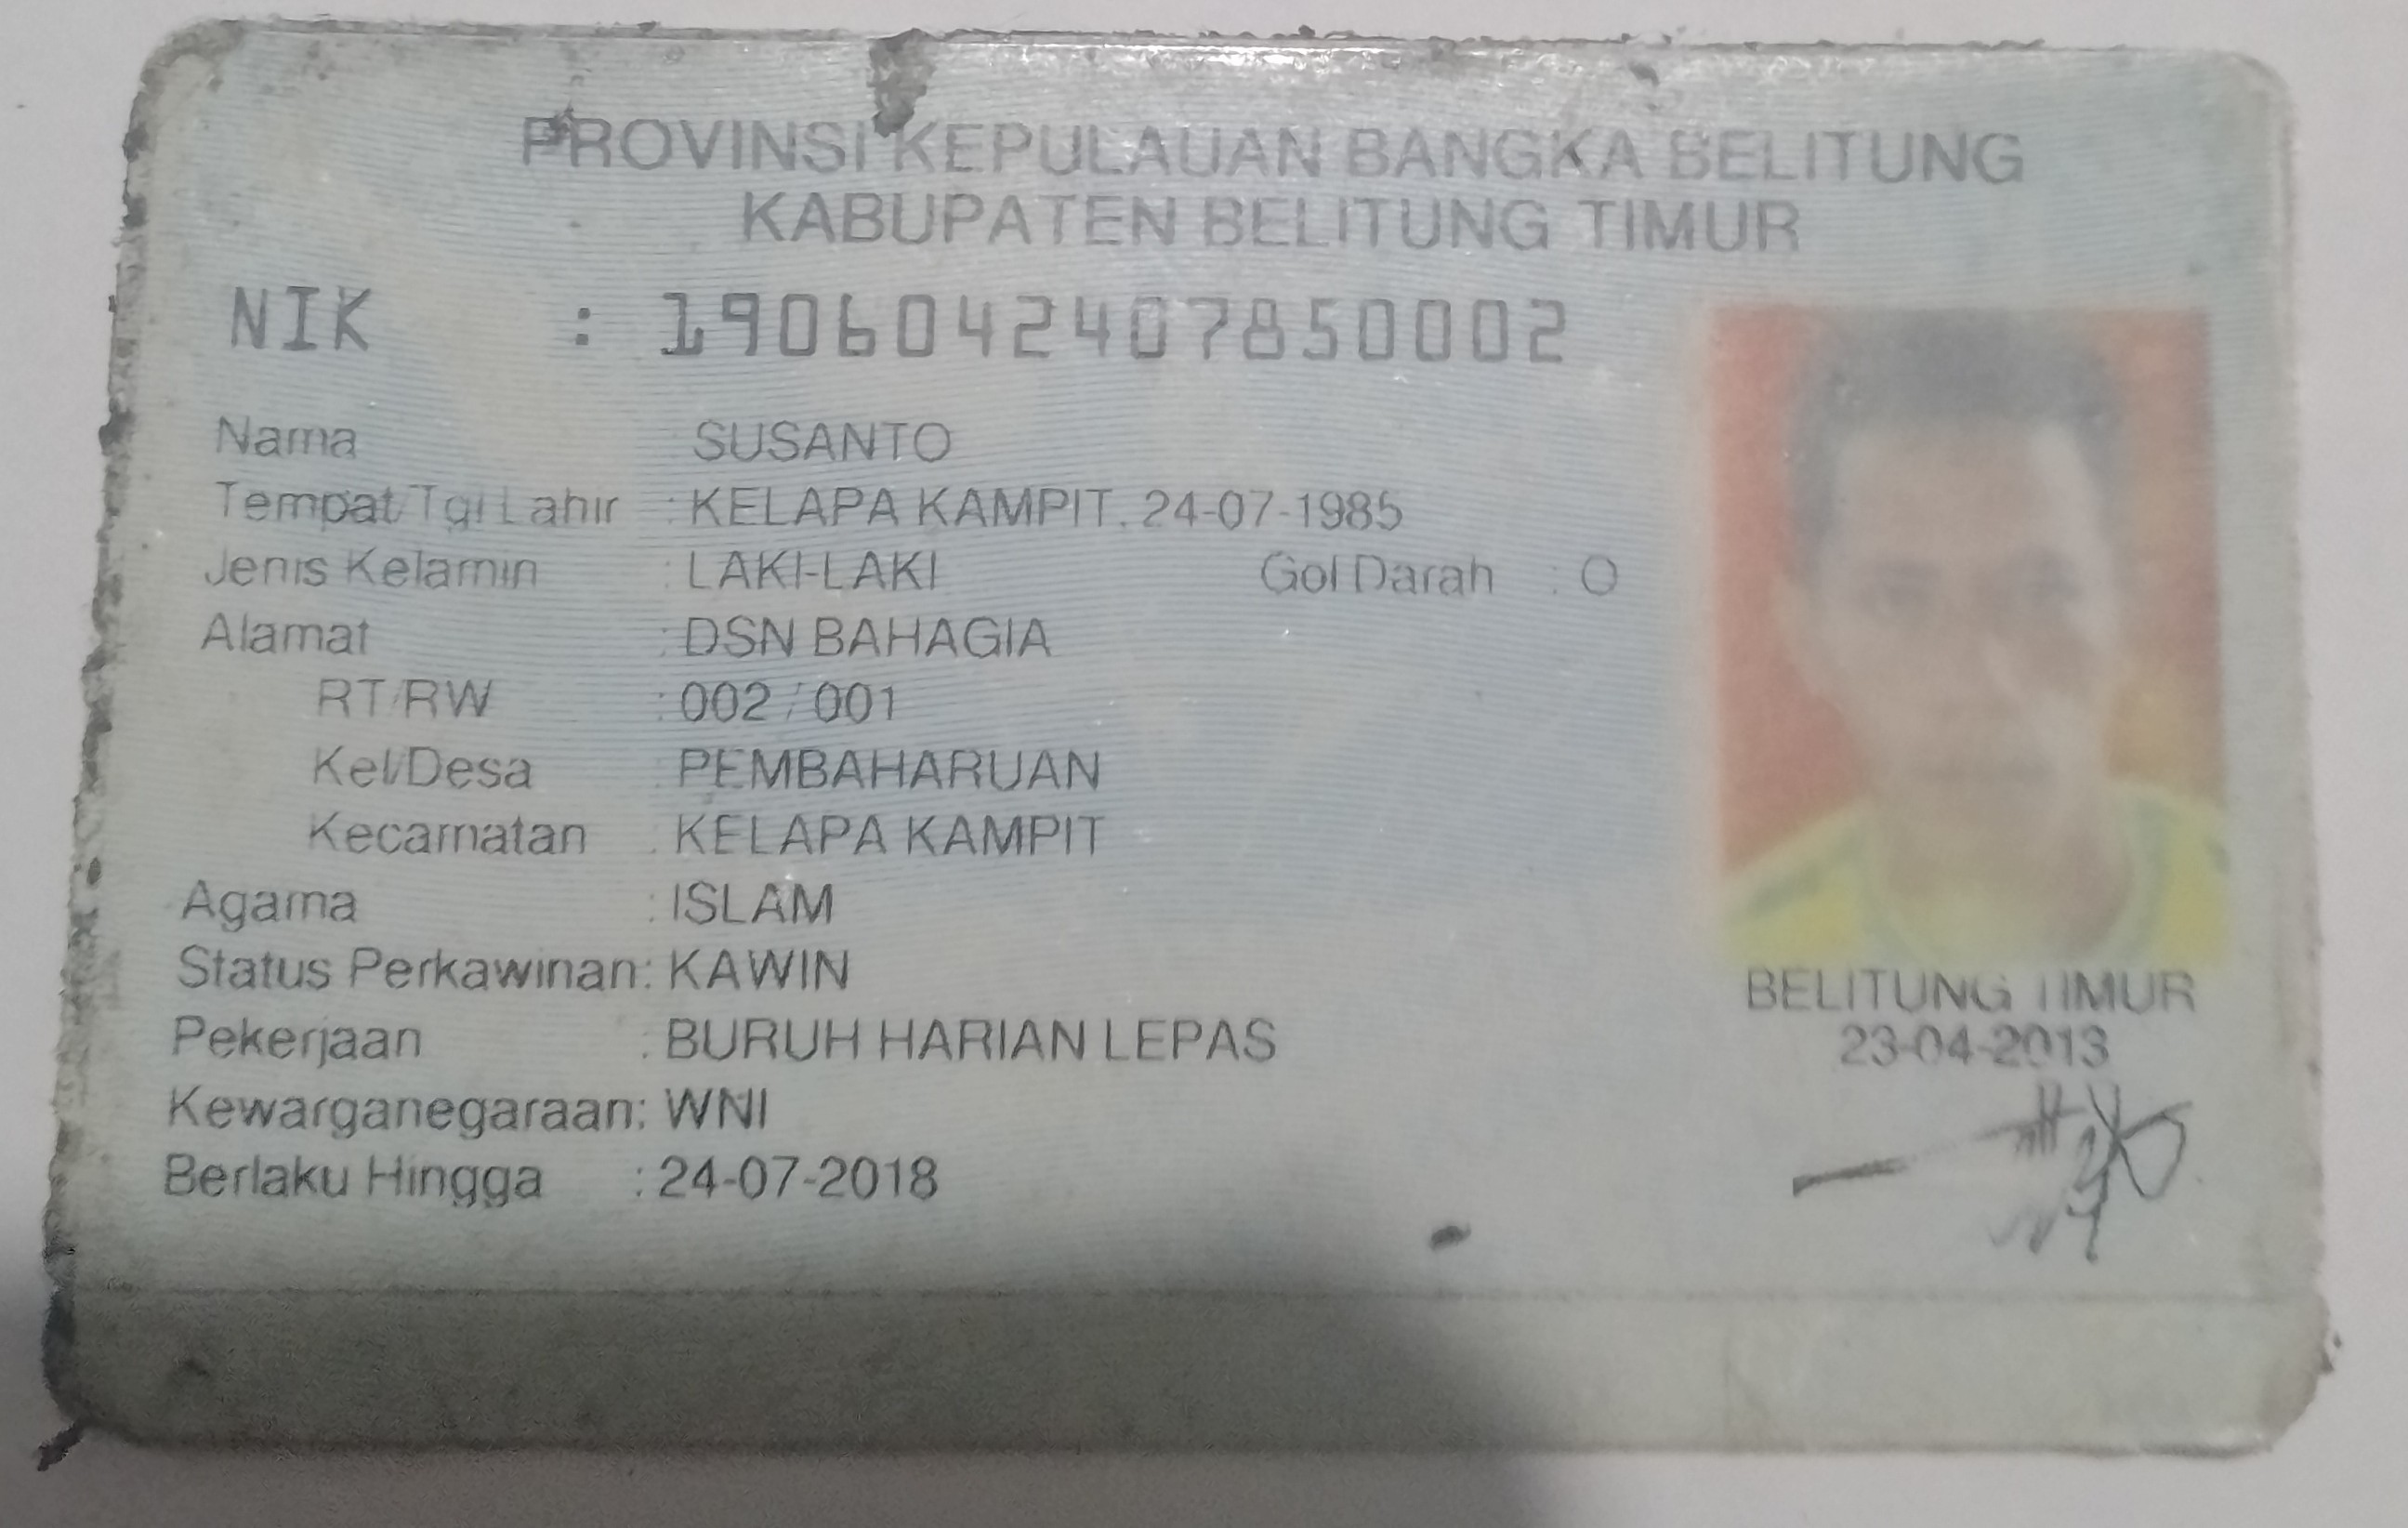 PROVINSI KEPULAUAN BANGKA BELITUNG
KABUPATEN BELITUNG TIMUR
NIK : 1906042407850002
Nama SUSANTO
Tempat/Tgl Lahir : KELAPA KAMPIT, 24-07-1985
Jenis Kelamin : LAKI-LAKI Gol Darah : O
Alamat : DSN BAHAGIA
RT/RW : 002 / 001
Kel/Desa : PEMBAHARUAN
Kecamatan : KELAPA KAMPIT
Agama : ISLAM
Status Perkawinan: KAWIN
Pekerjaan : BURUH HARIAN LEPAS
Kewarganegaraan: WNI
Berlaku Hingga : 24-07-2018
BELITUNG TIMUR
23-04-2013